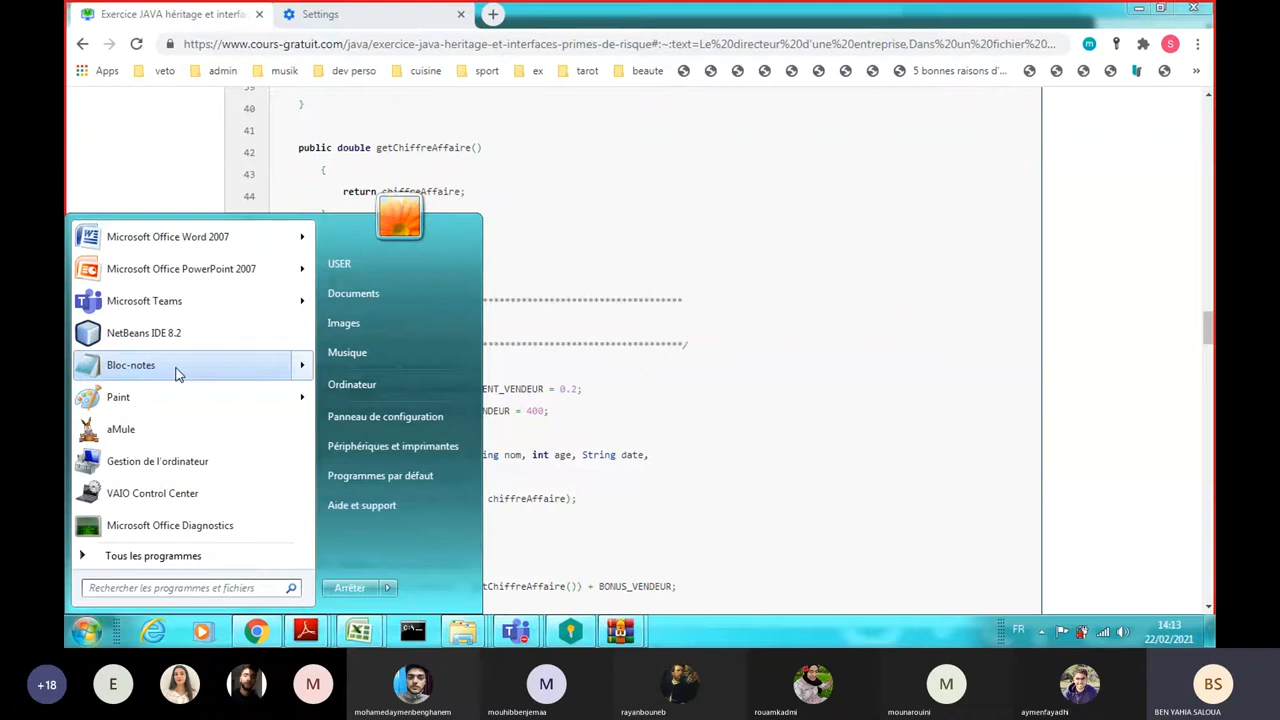 Exercice JAVA héritage et interfa
Settings
https://www.cours-gratuit.com/java/exercice-java-heritage-et-interfaces-primes-de-risque#:~:text=Le%20directeur%20d'une%20entreprise,Dans%20un%20fichier%20...
m
S
Apps
veto
admin
musik
dev perso
cuisine
sport
ex
tarot
beaute
5 bonnes raisons d'...
»
39
40 }
41
42 public double getChiffreAffaire()
43 {
44 return chiffreAffaire;
Microsoft Office Word 2007
Microsoft Office PowerPoint 2007
Microsoft Teams
NetBeans IDE 8.2
Bloc-notes
Paint
aMule
Gestion de l'ordinateur
VAIO Control Center
Microsoft Office Diagnostics
Tous les programmes
Rechercher les programmes et fichiers
USER
Documents
Images
Musique
Ordinateur
Panneau de configuration
Périphériques et imprimantes
Programmes par défaut
Aide et support
Arrêter
****************************************
****************************************/
ENT_VENDEUR = 0.2;
NDEUR = 400;
ing nom, int age, String date,
chiffreAffaire);
tChiffreAffaire()) + BONUS_VENDEUR;
FR
14:13
22/02/2021
+18
E
M
mohamedaymenbenghanem
M
mouhibbenjemaa
rayanbouneb
rouamkadmi
M
mounarouini
aymenfayadhi
BS
BEN YAHIA SALOUA